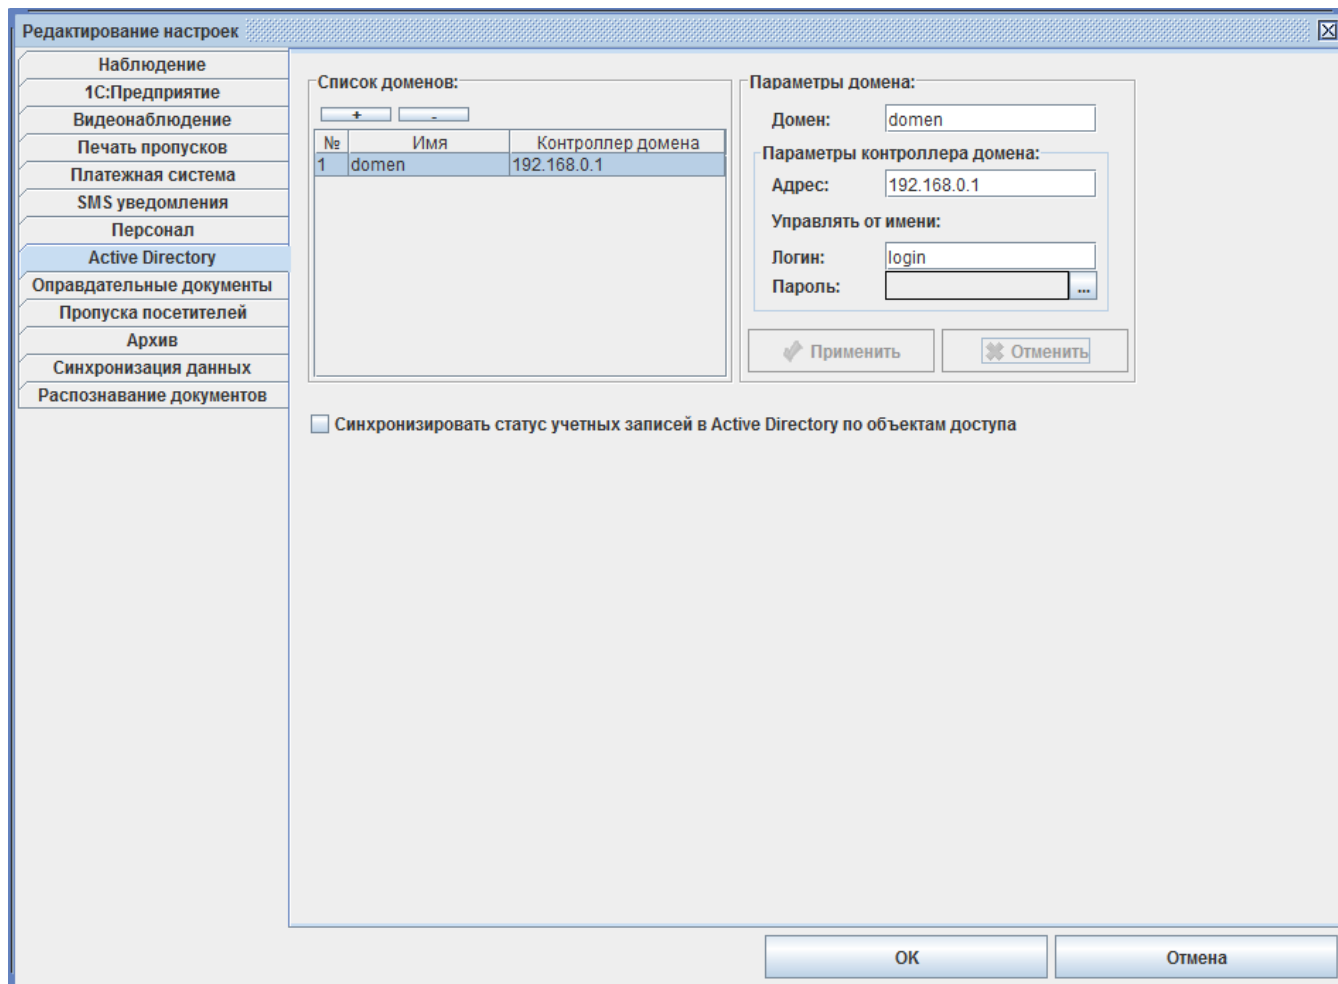 Редактирование настроек
Наблюдение
1С:Предприятие
Видеонаблюдение
Печать пропусков
Платежная система
SMS уведомления
Персонал
Active Directory
Оправдательные документы
Пропуска посетителей
Архив
Синхронизация данных
Распознавание документов
Список доменов:
+ -
№ Имя Контроллер домена
1 domen 192.168.0.1
Параметры домена:
Домен: domen
Параметры контроллера домена:
Адрес: 192.168.0.1
Управлять от имени:
Логин: login
Пароль: ...
Применить Отменить
Синхронизировать статус учетных записей в Active Directory по объектам доступа
OK Отмена